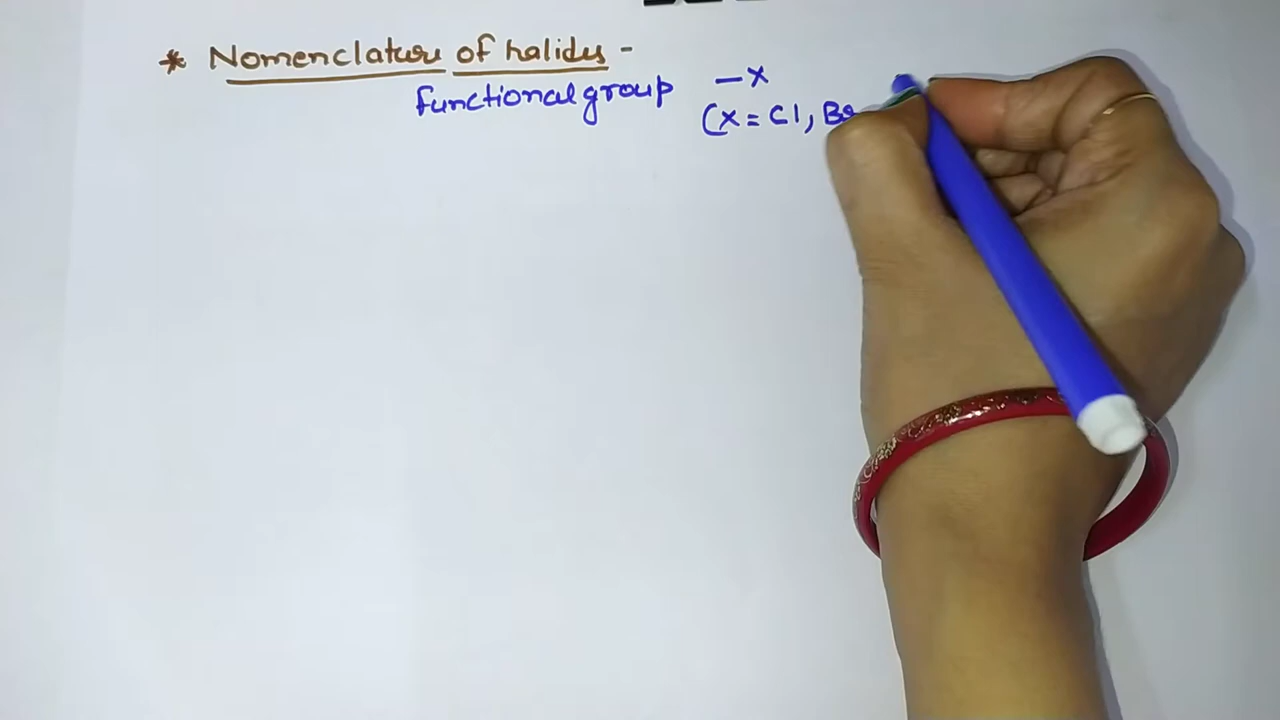 * Nomenclature of halides -
functional group -X
(X = Cl, Br